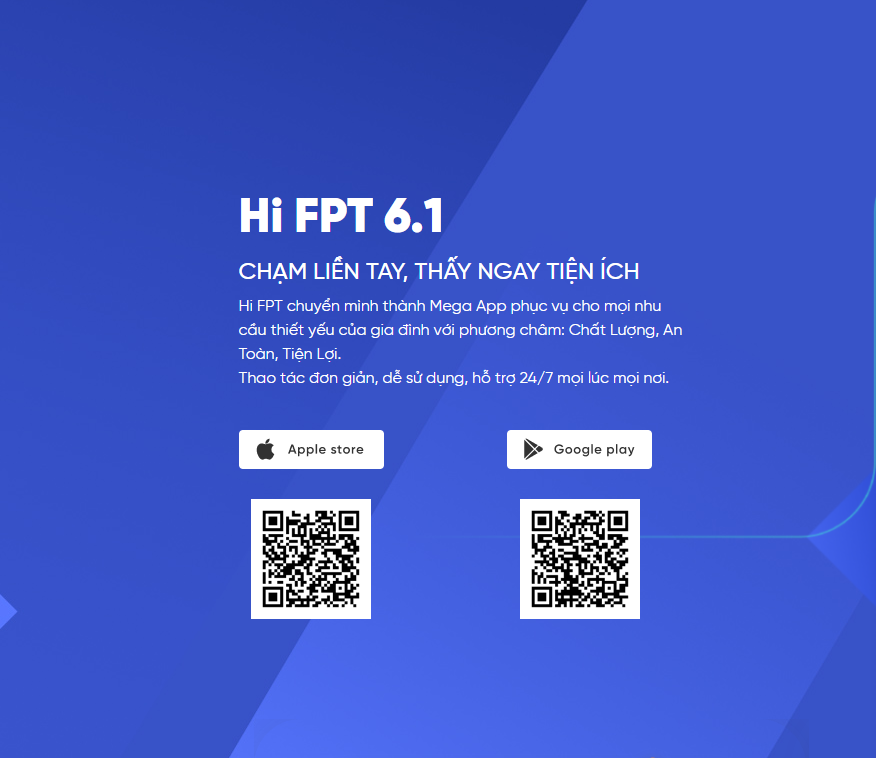 Hi FPT 6.1
CHẠM LIỀN TAY, THẤY NGAY TIỆN ÍCH
Hi FPT chuyển mình thành Mega App phục vụ cho mọi nhu
cầu thiết yếu của gia đình với phương châm: Chất Lượng, An
Toàn, Tiện Lợi.
Thao tác đơn giản, dễ sử dụng, hỗ trợ 24/7 mọi lúc mọi nơi.
Apple store
Google play